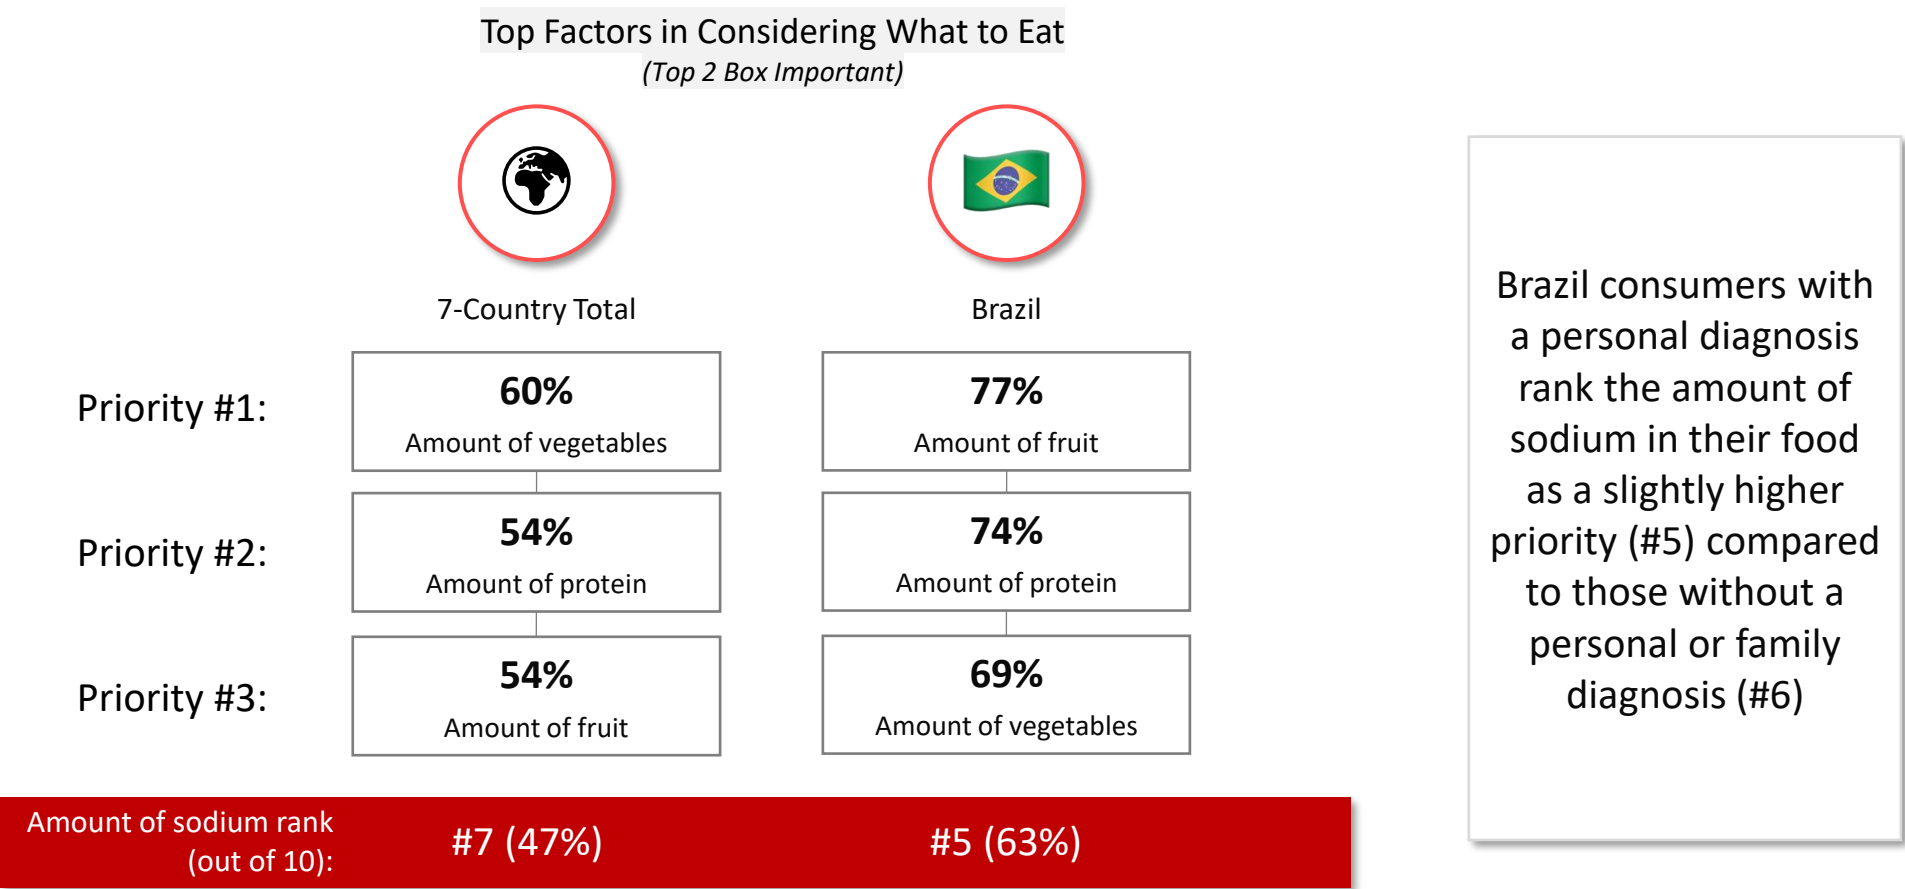 Top Factors in Considering What to Eat
(Top 2 Box Important)
7-Country Total
Brazil
Priority #1:
60%
Amount of vegetables
77%
Amount of fruit
Priority #2:
54%
Amount of protein
74%
Amount of protein
Priority #3:
54%
Amount of fruit
69%
Amount of vegetables
Amount of sodium rank
(out of 10):
#7 (47%)
#5 (63%)
Brazil consumers with
a personal diagnosis
rank the amount of
sodium in their food
as a slightly higher
priority (#5) compared
to those without a
personal or family
diagnosis (#6)